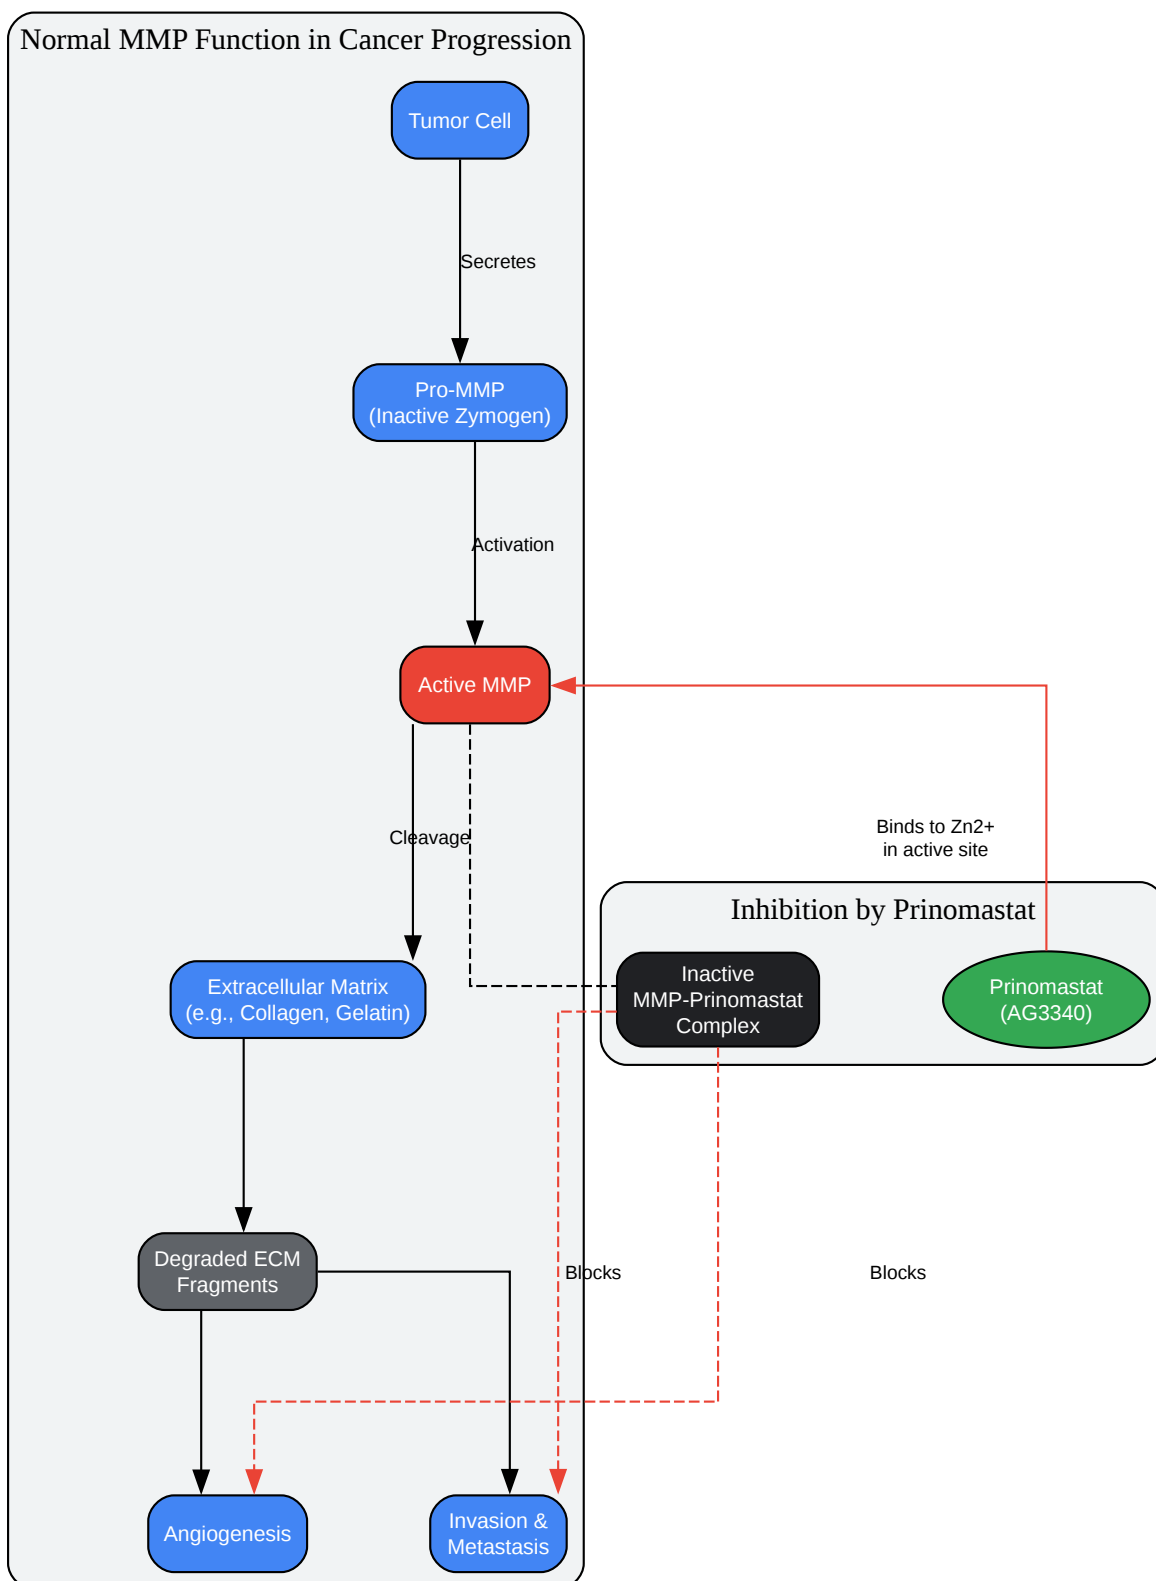 Normal MMP Function in Cancer Progression
Tumor Cell
Secretes
Pro-MMP
(Inactive Zymogen)
Activation
Active MMP
Cleavage
Binds to Zn2+
in active site
Inhibition by Prinomastat
Inactive
MMP-Prinomastat
Complex
Prinomastat
(AG3340)
Extracellular Matrix
(e.g., Collagen, Gelatin)
Degraded ECM
Fragments
Blocks
Blocks
Angiogenesis
Invasion &
Metastasis